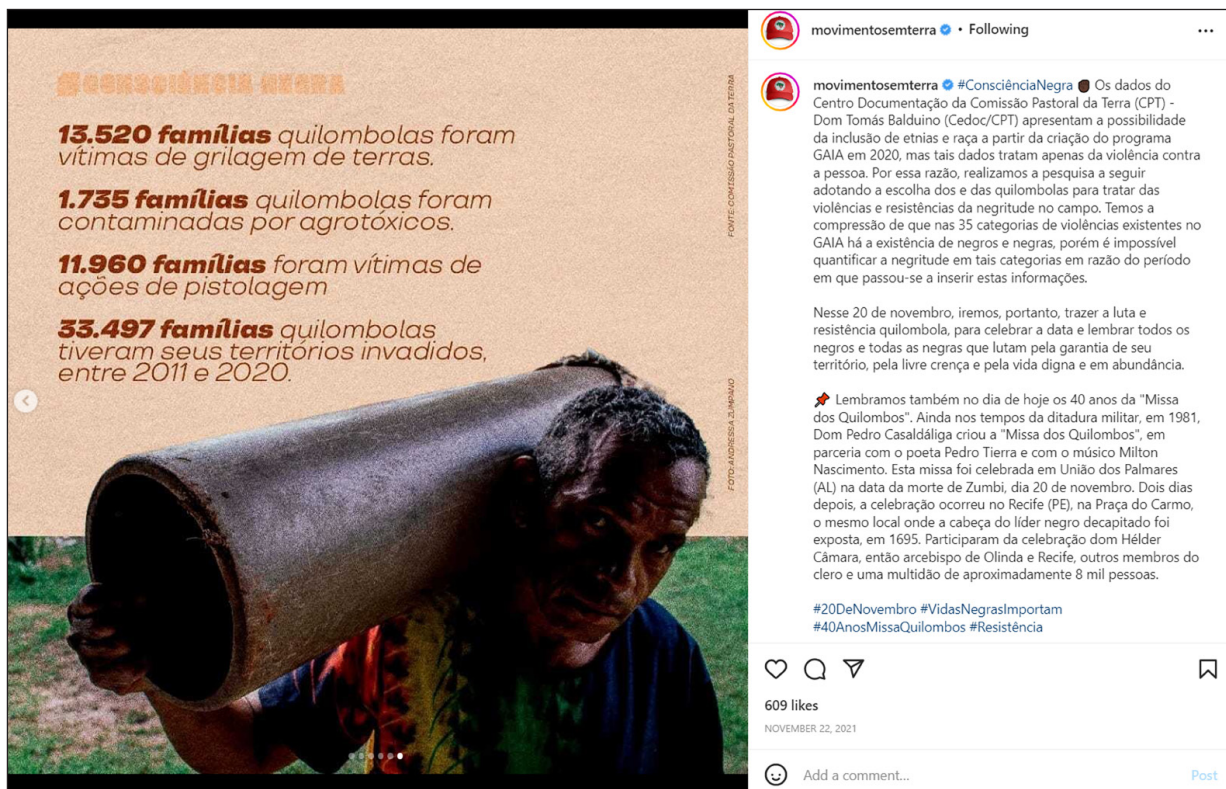 #CONSCIÊNCIA NEGRA
13.520 famílias quilombolas foram
vítimas de grilagem de terras.
1.735 famílias quilombolas foram
contaminadas por agrotóxicos.
11.960 famílias foram vítimas de
ações de pistolagem
33.497 famílias quilombolas
tiveram seus territórios invadidos,
entre 2011 e 2020.
FONTE: COMISSÃO PASTORAL DA TERRA
FOTO: ANDRESSA ZUMPANO
movimentosemterra • Following
movimentosemterra #ConsciênciaNegra Os dados do
Centro Documentação da Comissão Pastoral da Terra (CPT) -
Dom Tomás Balduino (Cedoc/CPT) apresentam a possibilidade
da inclusão de etnias e raça a partir da criação do programa
GAIA em 2020, mas tais dados tratam apenas da violência contra
a pessoa. Por essa razão, realizamos a pesquisa a seguir
adotando a escolha dos e das quilombolas para tratar das
violências e resistências da negritude no campo. Temos a
compressão de que nas 35 categorias de violências existentes no
GAIA há a existência de negros e negras, porém é impossível
quantificar a negritude em tais categorias em razão do período
em que passou-se a inserir estas informações.
Nesse 20 de novembro, iremos, portanto, trazer a luta e
resistência quilombola, para celebrar a data e lembrar todos os
negros e todas as negras que lutam pela garantia de seu
território, pela livre crença e pela vida digna e em abundância.
📌 Lembramos também no dia de hoje os 40 anos da "Missa
dos Quilombos". Ainda nos tempos da ditadura militar, em 1981,
Dom Pedro Casaldáliga criou a "Missa dos Quilombos", em
parceria com o poeta Pedro Tierra e com o músico Milton
Nascimento. Esta missa foi celebrada em União dos Palmares
(AL) na data da morte de Zumbi, dia 20 de novembro. Dois dias
depois, a celebração ocorreu no Recife (PE), na Praça do Carmo,
o mesmo local onde a cabeça do líder negro decapitado foi
exposta, em 1695. Participaram da celebração dom Hélder
Câmara, então arcebispo de Olinda e Recife, outros membros do
clero e uma multidão de aproximadamente 8 mil pessoas.
#20DeNovembro #VidasNegrasImportam
#40AnosMissaQuilombos #Resistência
609 likes
NOVEMBER 22, 2021
Add a comment...
Post